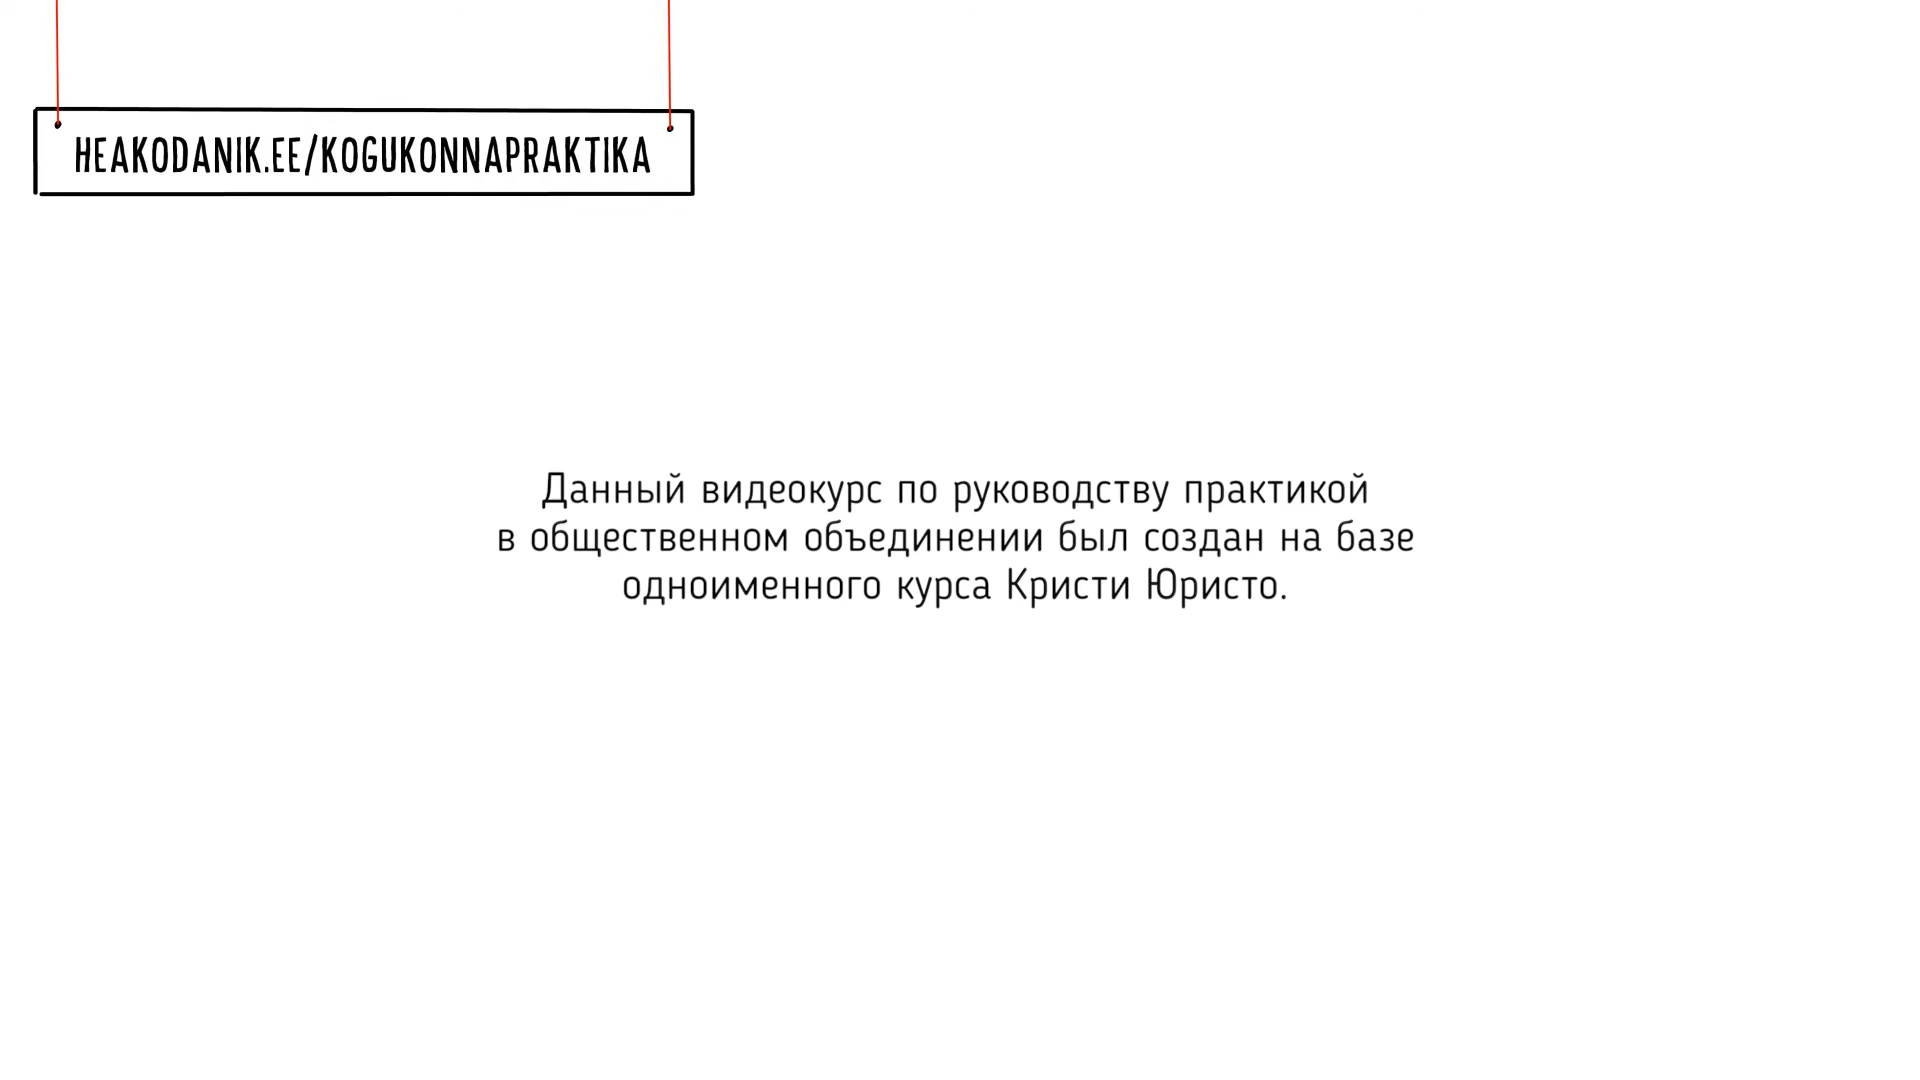 HEAKODANIK.EE/KOGUKONNAPRAKTIKA
Данный видеокурс по руководству практикой
в общественном объединении был создан на базе
одноименного курса Кристи Юристо.